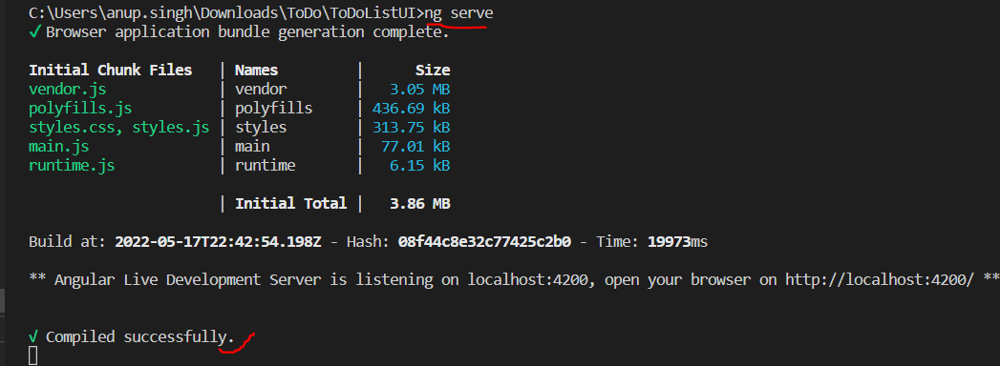 C:\Users\anup.singh\Downloads\ToDo\ToDoListUI>ng serve
√ Browser application bundle generation complete.
Initial Chunk Files | Names | Size
vendor.js | vendor | 3.05 MB
polyfills.js | polyfills | 436.69 kB
styles.css, styles.js | styles | 313.75 kB
main.js | main | 77.01 kB
runtime.js | runtime | 6.15 kB
| Initial Total | 3.86 MB
Build at: 2022-05-17T22:42:54.198Z - Hash: 08f44c8e32c77425c2b0 - Time: 19973ms
** Angular Live Development Server is listening on localhost:4200, open your browser on http://localhost:4200/ **
√ Compiled successfully.